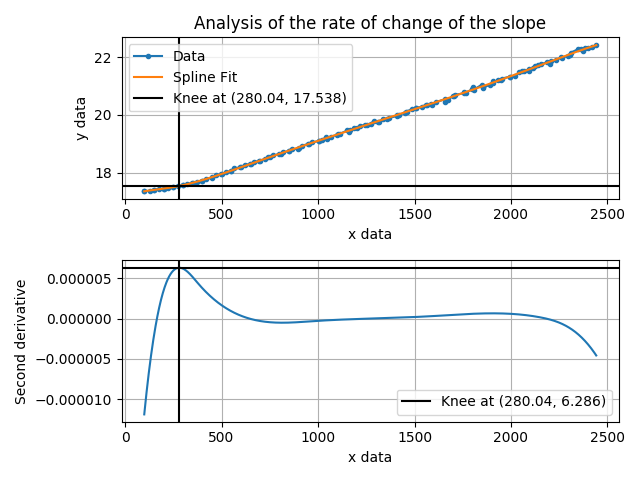 Analysis of the rate of change of the slope
Data
Spline Fit
Knee at (280.04, 17.538)
22
20
18
y data
0
500
1000
1500
2000
2500
x data
0.000005
0.000000
−0.000005
−0.000010
Second derivative
Knee at (280.04, 6.286)
0
500
1000
1500
2000
2500
x data